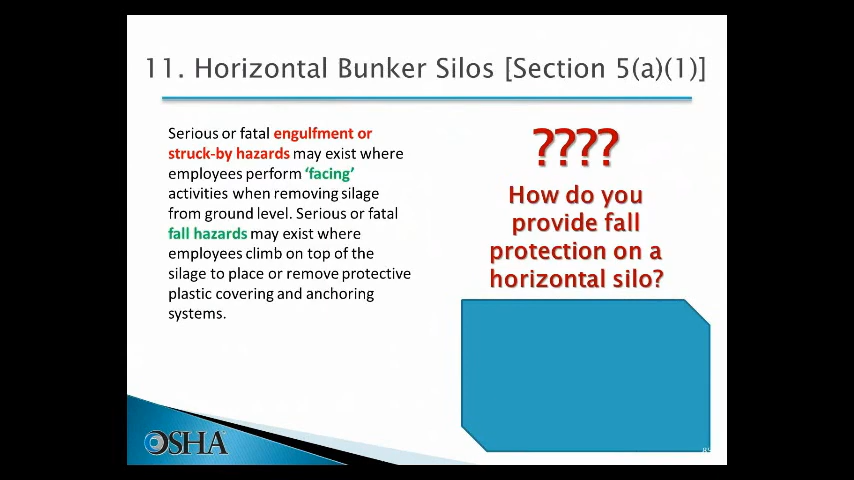 11. Horizontal Bunker Silos [Section 5(a)(1)]
Serious or fatal engulfment or
struck-by hazards may exist where
employees perform ‘facing’
activities when removing silage
from ground level. Serious or fatal
fall hazards may exist where
employees climb on top of the
silage to place or remove protective
plastic covering and anchoring
systems.
????
How do you
provide fall
protection on a
horizontal silo?
OSHA